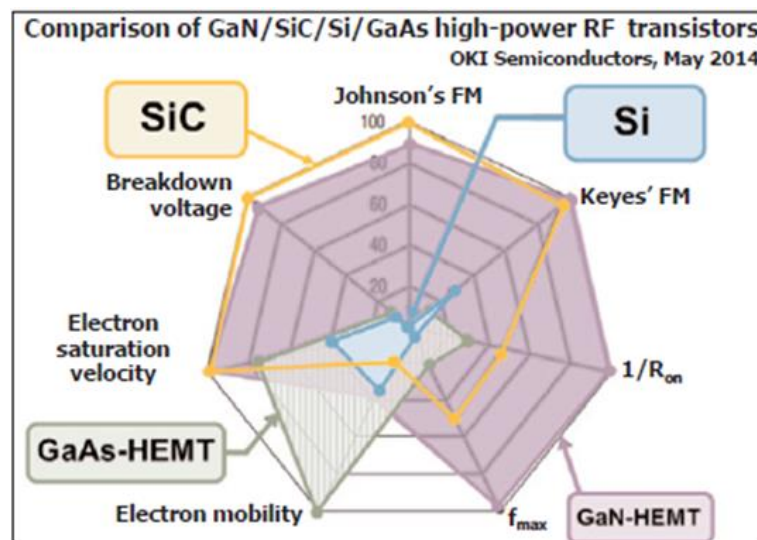 Comparison of GaN/SiC/Si/GaAs high-power RF transistors
OKI Semiconductors, May 2014
Johnson's FM
SiC
Si
100
80
60
40
20
Breakdown
voltage
Keyes' FM
Electron
saturation
velocity
1/Ron
GaAs-HEMT
Electron mobility
fmax
GaN-HEMT